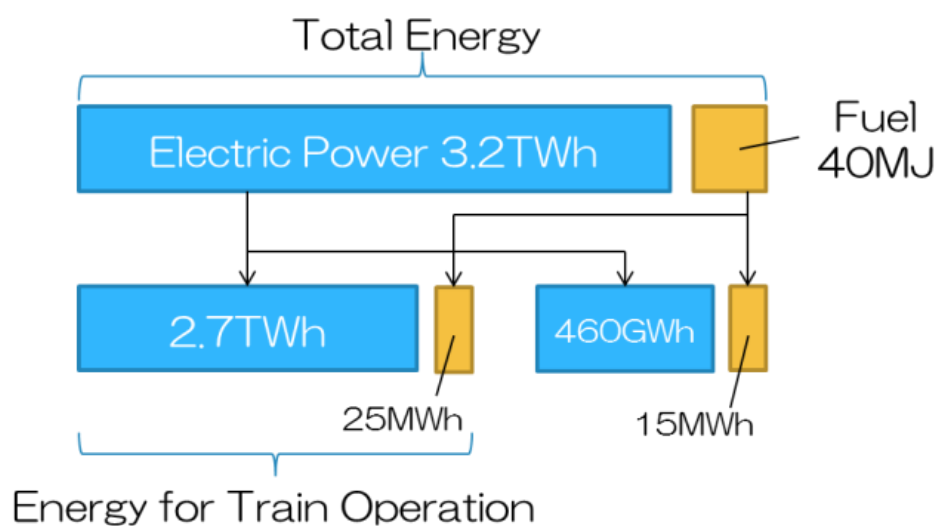 Total Energy
Electric Power 3.2TWh
Fuel
40MJ
2.7TWh
460GWh
25MWh
15MWh
Energy for Train Operation